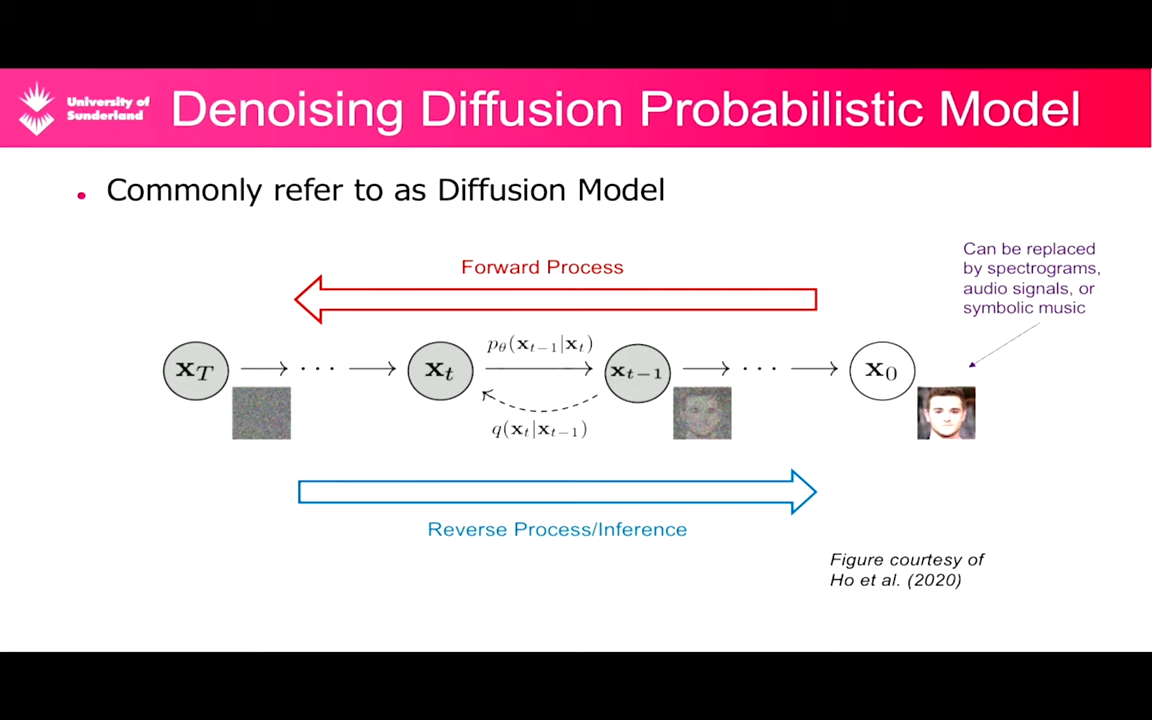 University of
Sunderland
Denoising Diffusion Probabilistic Model
• Commonly refer to as Diffusion Model
Can be replaced
by spectrograms,
audio signals, or
symbolic music
Forward Process
x_T → ⋯ → x_t p_θ(x_{t−1}|x_t) x_{t−1} → ⋯ → x_0
q(x_t|x_{t−1})
Reverse Process/Inference
Figure courtesy of
Ho et al. (2020)